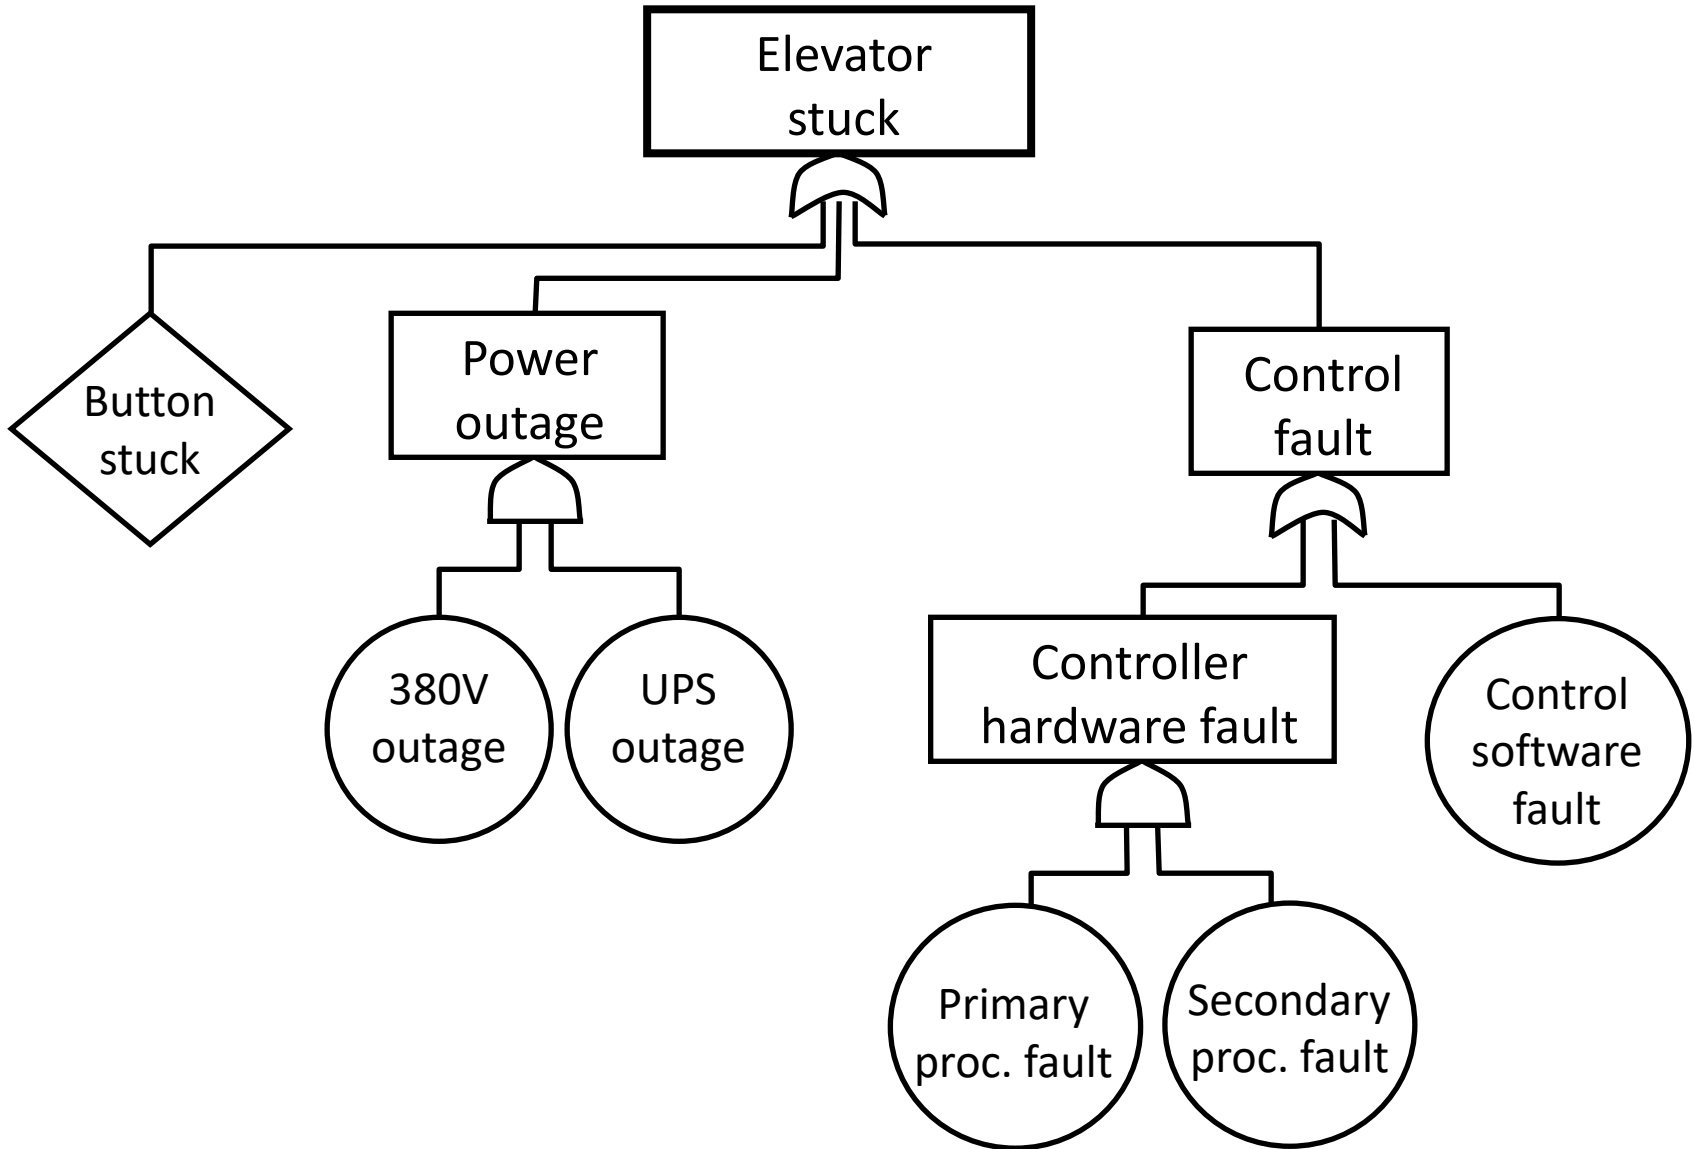 Elevator
stuck
Button
stuck
Power
outage
Control
fault
380V
outage
UPS
outage
Controller
hardware fault
Control
software
fault
Primary
proc. fault
Secondary
proc. fault